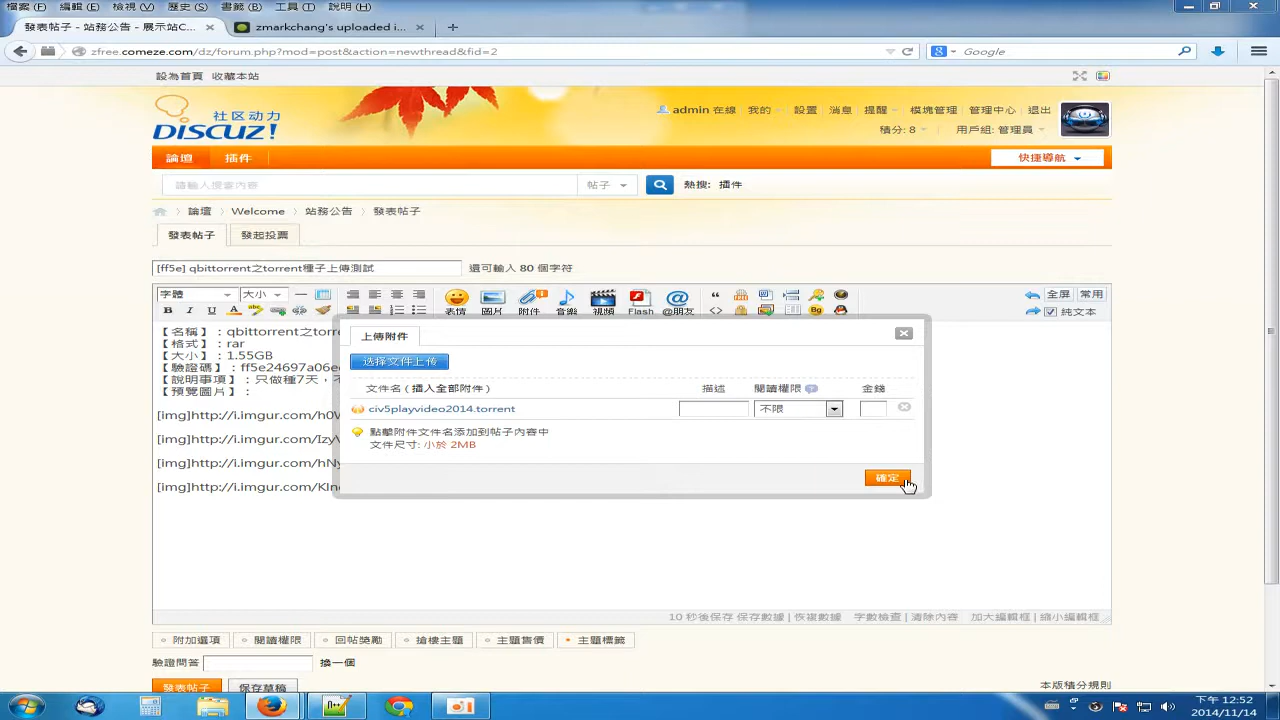 檔案(F) 編輯(E) 檢視(V) 歷史(S) 書籤(B) 工具(T) 說明(H)
發表帖子 - 站務公告 - 展示站C... zmarkchang's uploaded i...
zfree.comeze.com/dz/forum.php?mod=post&action=newthread&fid=2 Google
設為首頁 收藏本站
社区动力
DISCUZ!
admin 在線 我的 設置 消息 提醒 模塊管理 管理中心 退出
積分: 8 用戶組: 管理員
論壇 插件 快捷導航
請輸入搜索內容 帖子 熱搜: 插件
論壇 Welcome 站務公告 發表帖子
發表帖子 發起投票
[ff5e] qbittorrent之torrent種子上傳測試 還可輸入 80 個字符
字體 大小 全屏 常用
B I U A 表情 圖片 附件 音樂 視頻 Flash @朋友 Bg 純文本
上傳附件
选择文件上传
文件名 ( 插入全部附件 ) 描述 閱讀權限 金錢
civ5playvideo2014.torrent 不限
點擊附件文件名添加到帖子內容中
文件尺寸: 小於 2MB
確定
【名稱】：qbittorrent之torr
【格式】：rar
【大小】：1.55GB
【驗證碼】：ff5e24697a06e
【說明事項】：只做種7天，
【預覽圖片】：
[img]http://i.imgur.com/h0
[img]http://i.imgur.com/Izy
[img]http://i.imgur.com/hNy
[img]http://i.imgur.com/KIn
10 秒後保存 保存數據 | 恢複數據 字數檢查 | 清除內容 加大編輯框 | 縮小編輯框
附加選項 閱讀權限 回帖獎勵 搶樓主題 主題售價 主題標籤
驗證問答 換一個
發表帖子 保存草稿 本版積分規則
下午 12:52
2014/11/14